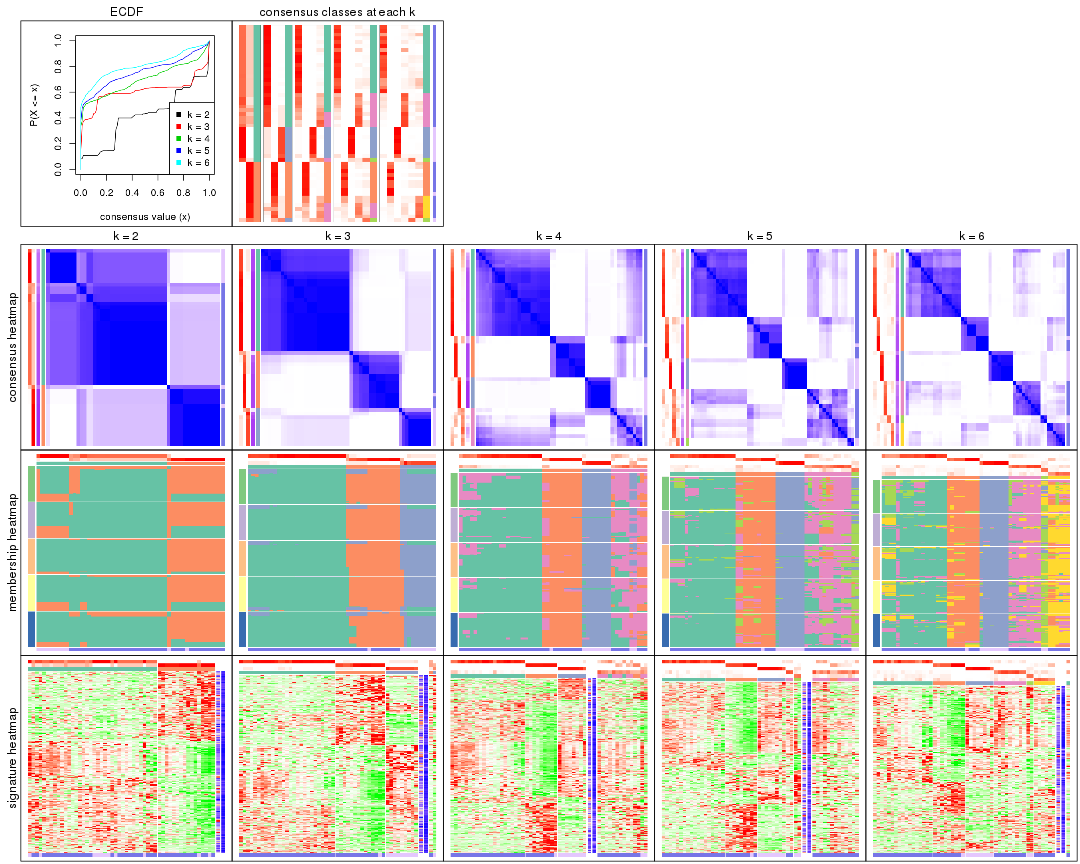 ECDF
consensus classes at each k
P(X <= x)
0.0 0.2 0.4 0.6 0.8 1.0
k = 2
k = 3
k = 4
k = 5
k = 6
0.0 0.2 0.4 0.6 0.8 1.0
consensus value (x)
k = 2 k = 3 k = 4 k = 5 k = 6
consensus heatmap
membership heatmap
signature heatmap